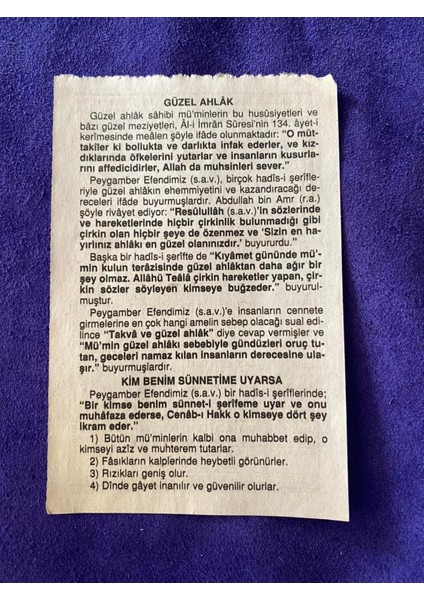 GÜZEL AHLÂK
Güzel ahlâk sâhibi mü'minlerin bu husûsiyetleri ve
bâzı güzel meziyetleri, Âl-i İmrân Sûresi'nin 134. âyet-i
kerîmesinde meâlen şöyle ifâde olunmaktadır: "O müt-
takîler ki bollukta ve darlıkta infak ederler, ve kız-
dıklarında öfkelerini yutarlar ve insanların kusurla-
rını affedicidirler, Allah da muhsinleri sever."
Peygamber Efendimiz (s.a.v.), birçok hadîs-i şerîfle-
riyle güzel ahlâkın ehemmiyetini ve kazandıracağı de-
receleri ifâde buyurmuşlardır. Abdullah bin Amr (r.a.)
şöyle rivâyet ediyor: "Resûlullah (s.a.v.)'in sözlerinde
ve hareketlerinde hiçbir çirkinlik bulunmadığı gibi
çirkin olan hiçbir şeye de özenmez ve 'Sizin en ha-
yırlınız ahlâkı en güzel olanınızdır.' buyururdu."
Başka bir hadîs-i şerîfte de "Kıyâmet gününde mü'-
min kulun terâzisinde güzel ahlâktan daha ağır bir
şey olmaz. Allâhü Teâlâ çirkin hareketler yapan, çir-
kin sözler söyleyen kimseye buğzeder." buyurul-
muştur.
Peygamber Efendimiz (s.a.v.)'e insanların cennete
girmelerine en çok hangi amelin sebep olacağı sual edi-
lince "Takvâ ve güzel ahlâk" diye cevap vermişler ve
"Mü'min güzel ahlâkı sebebiyle gündüzleri oruç tu-
tan, geceleri namaz kılan insanların derecesine ula-
şır." buyurmuşlardır.
KİM BENİM SÜNNETİME UYARSA
Peygamber Efendimiz (s.a.v.) bir hadîs-i şerîflerinde;
"Bir kimse benim sünnet-i şerîfeme uyar ve onu
muhâfaza ederse, Cenâb-ı Hakk o kimseye dört şey
ikram eder."
1) Bütün mü'minlerin kalbi ona muhabbet edip, o
kimseyi azîz ve muhterem tutarlar.
2) Fâsıkların kalplerinde heybetli görünürler.
3) Rızıkları geniş olur.
4) Dînde gâyet inanılır ve güvenilir olurlar.